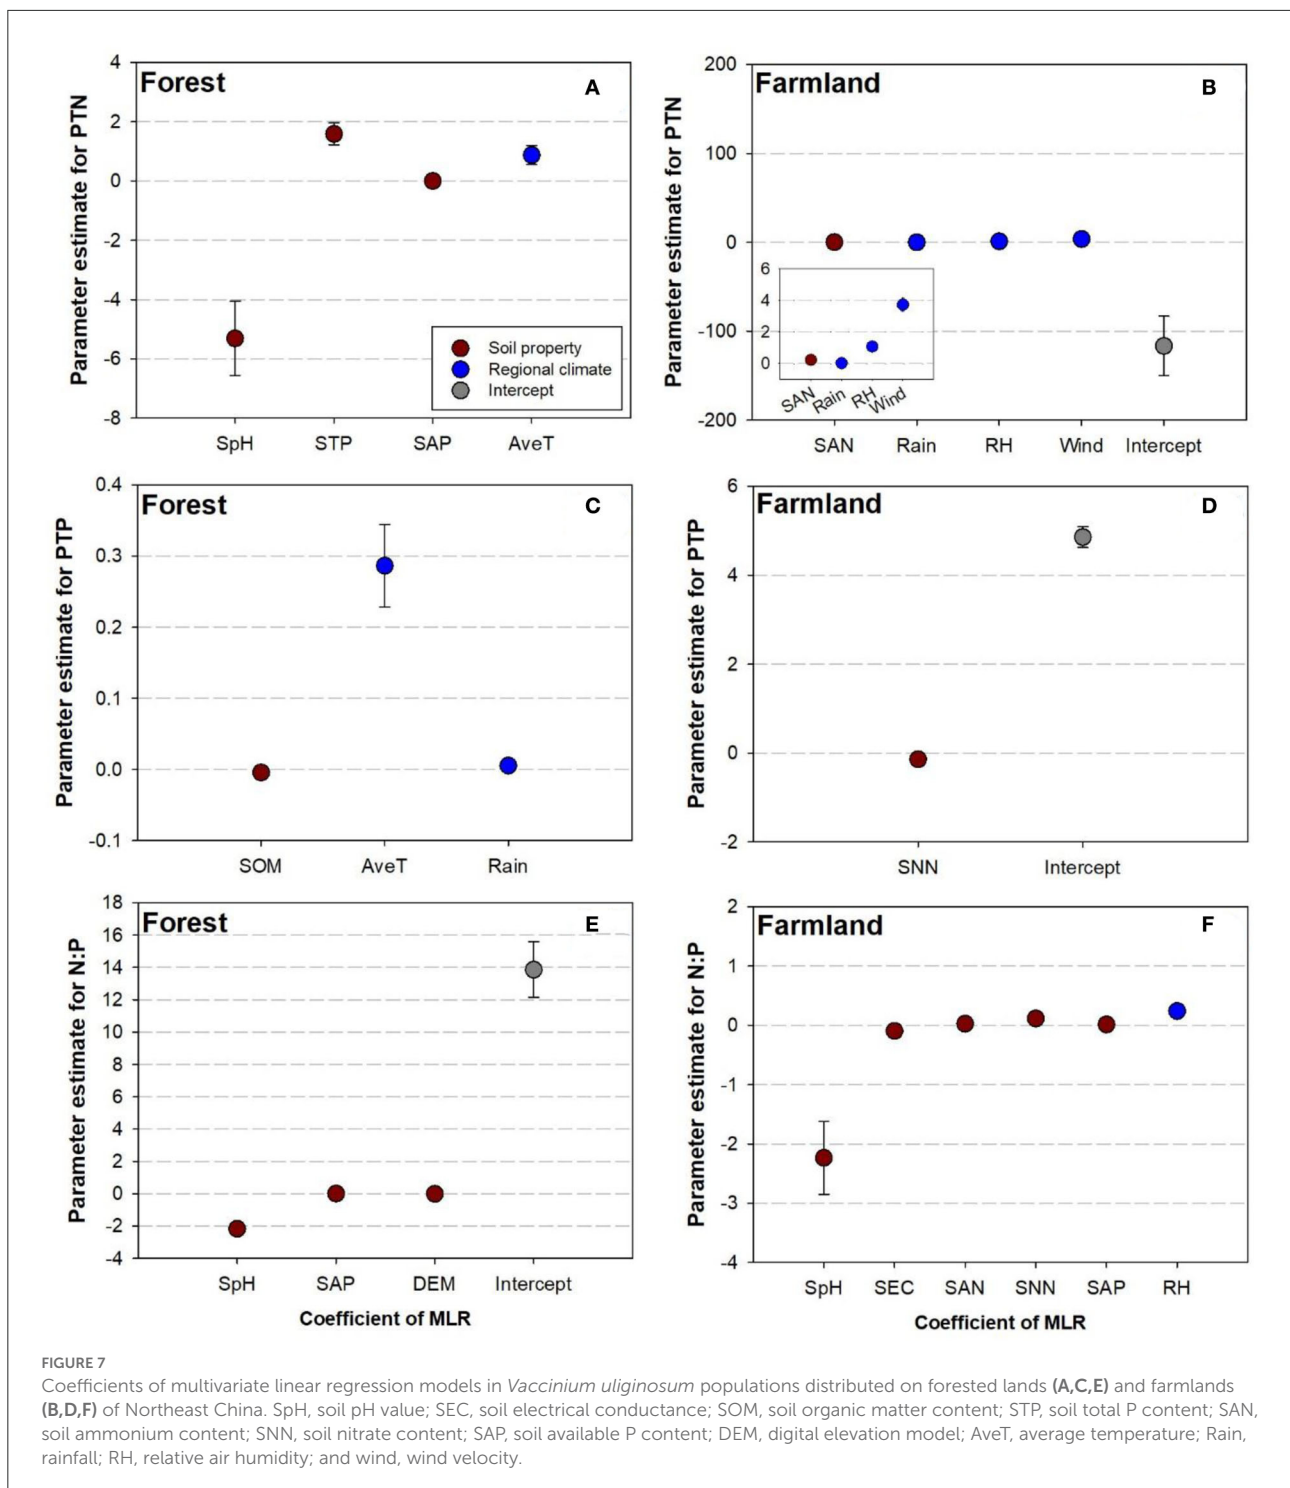 Forest
A
Parameter estimate for PTN
4
2
0
-2
-4
-6
-8
Soil property
Regional climate
Intercept
SpH STP SAP AveT
Farmland
B
Parameter estimate for PTN
200
100
0
-100
-200
6
4
2
0
SAN Rain RH Wind
SAN Rain RH Wind Intercept
Forest
C
Parameter estimate for PTP
0.4
0.3
0.2
0.1
0.0
-0.1
SOM AveT Rain
Farmland
D
Parameter estimate for PTP
6
4
2
0
-2
SNN Intercept
Forest
E
Parameter estimate for N:P
18
16
14
12
10
8
6
4
2
0
-2
-4
SpH SAP DEM Intercept
Coefficient of MLR
Farmland
F
Parameter estimate for N:P
2
1
0
-1
-2
-3
-4
SpH SEC SAN SNN SAP RH
Coefficient of MLR
FIGURE 7
Coefficients of multivariate linear regression models in Vaccinium uliginosum populations distributed on forested lands (A,C,E) and farmlands
(B,D,F) of Northeast China. SpH, soil pH value; SEC, soil electrical conductance; SOM, soil organic matter content; STP, soil total P content; SAN,
soil ammonium content; SNN, soil nitrate content; SAP, soil available P content; DEM, digital elevation model; AveT, average temperature; Rain,
rainfall; RH, relative air humidity; and wind, wind velocity.